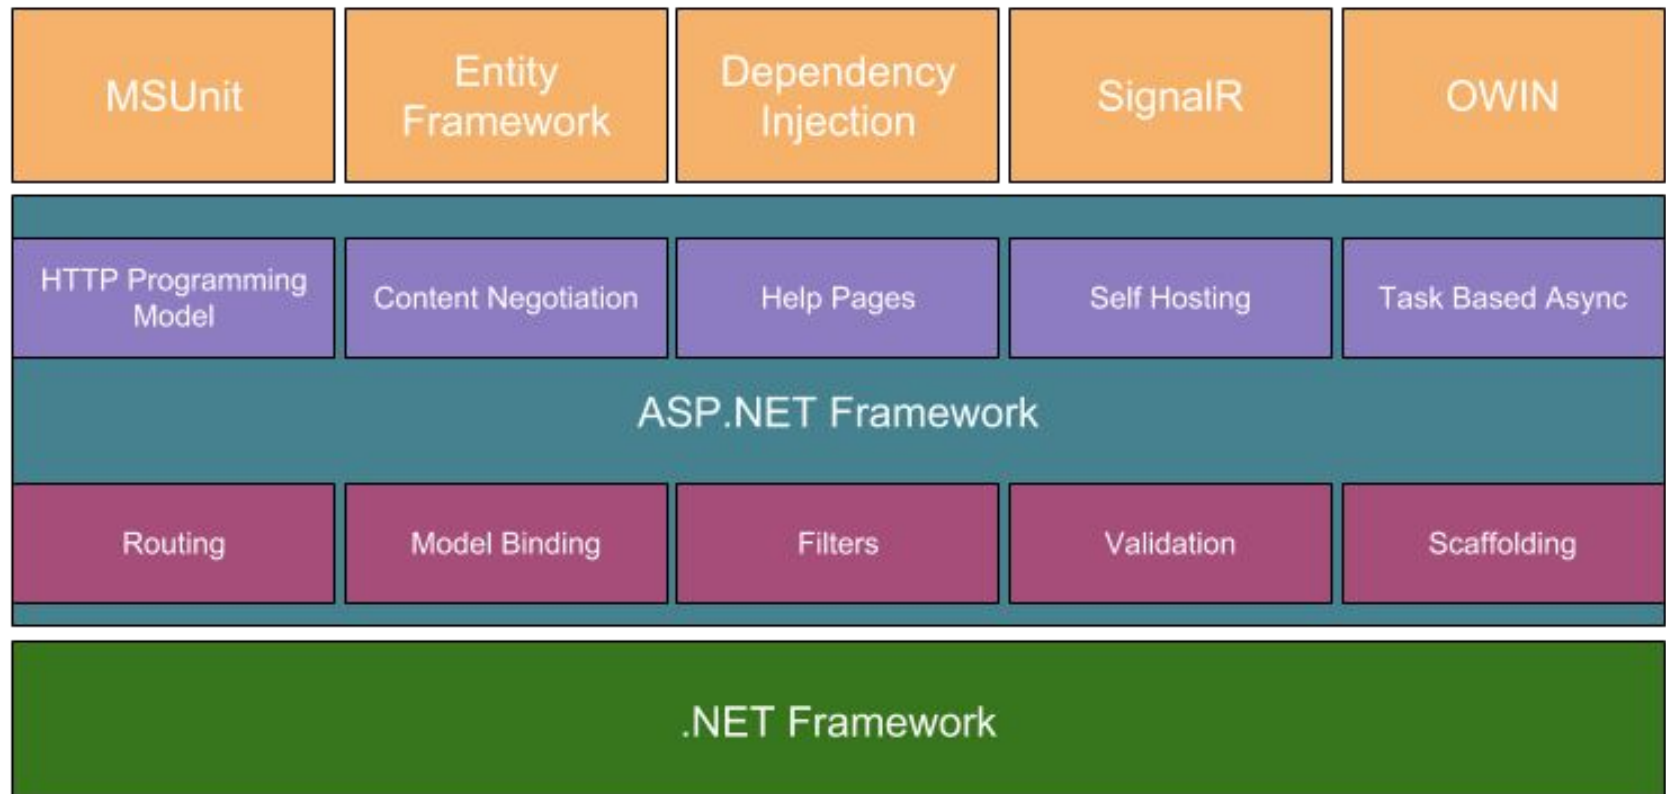 MSUnit
Entity
Framework
Dependency
Injection
SignalR
OWIN
HTTP Programming
Model
Content Negotiation
Help Pages
Self Hosting
Task Based Async
ASP.NET Framework
Routing
Model Binding
Filters
Validation
Scaffolding
.NET Framework